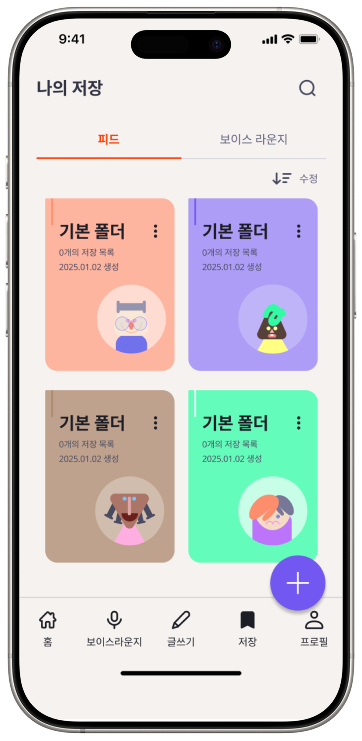 9:41
나의 저장
피드
보이스 라운지
수정
기본 폴더
0개의 저장 목록
2025.01.02 생성
기본 폴더
0개의 저장 목록
2025.01.02 생성
기본 폴더
0개의 저장 목록
2025.01.02 생성
기본 폴더
0개의 저장 목록
2025.01.02 생성
홈
보이스라운지
글쓰기
저장
프로필